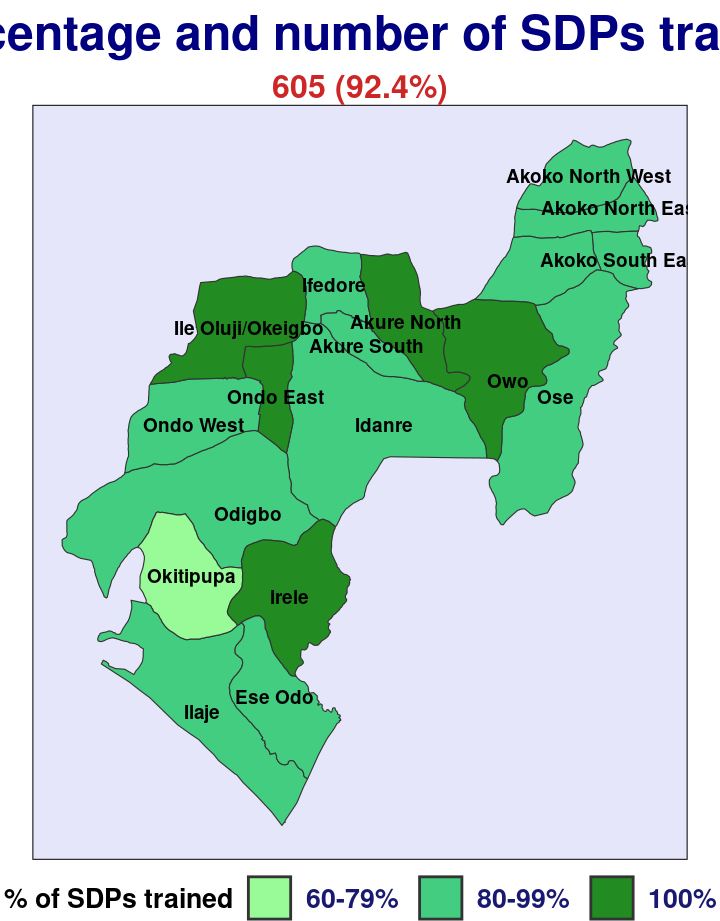 centage and number of SDPs tra
605 (92.4%)
Akoko North West
Akoko North Eas
Akoko South Ea
Ifedore
Ile Oluji/Okeigbo
Akure North
Akure South
Owo
Ondo East
Ose
Ondo West
Idanre
Odigbo
Okitipupa
Irele
Ese Odo
Ilaje
% of SDPs trained 60-79% 80-99% 100%